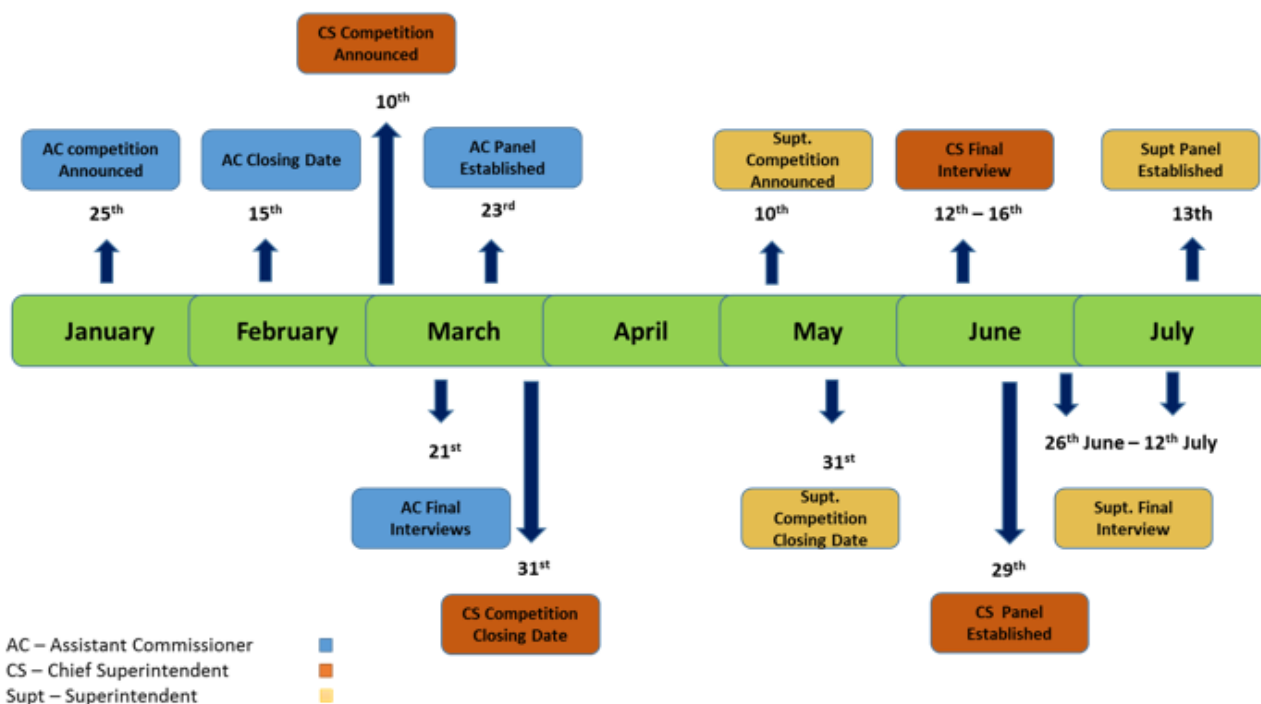 CS Competition
Announced
10th
AC competition
Announced
25th
AC Closing Date
15th
AC Panel
Established
23rd
Supt.
Competition
Announced
10th
CS Final
Interview
12th – 16th
Supt Panel
Established
13th
January
February
March
April
May
June
July
21st
AC Final
Interviews
31st
CS Competition
Closing Date
31st
Supt.
Competition
Closing Date
29th
CS Panel
Established
26th June – 12th July
Supt. Final
Interview
AC – Assistant Commissioner
CS – Chief Superintendent
Supt – Superintendent